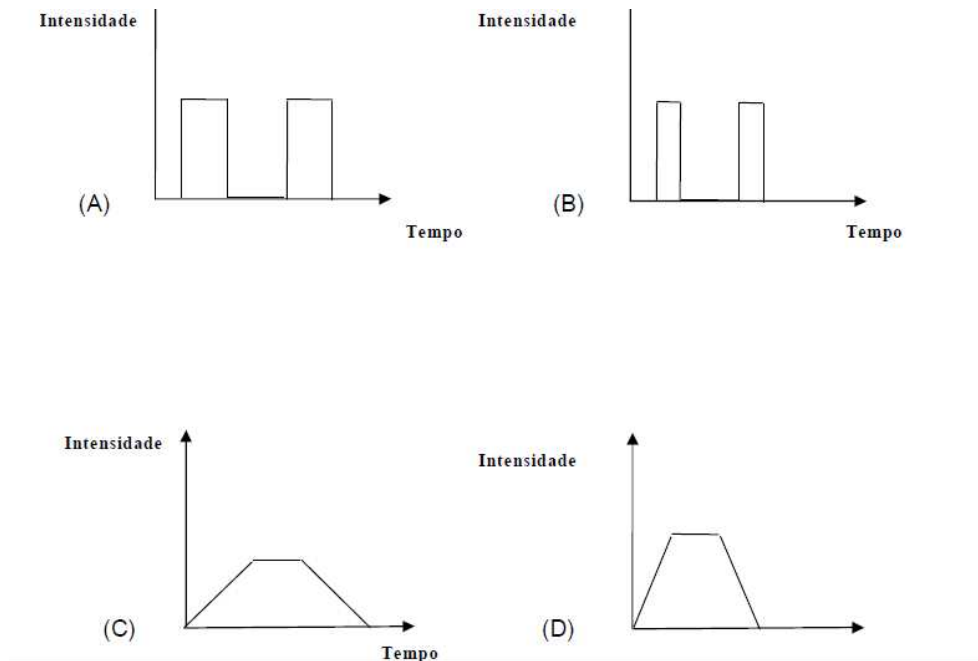 Intensidade
Intensidade
(A)
(B)
Tempo
Tempo
Intensidade
Intensidade
(C)
(D)
Tempo